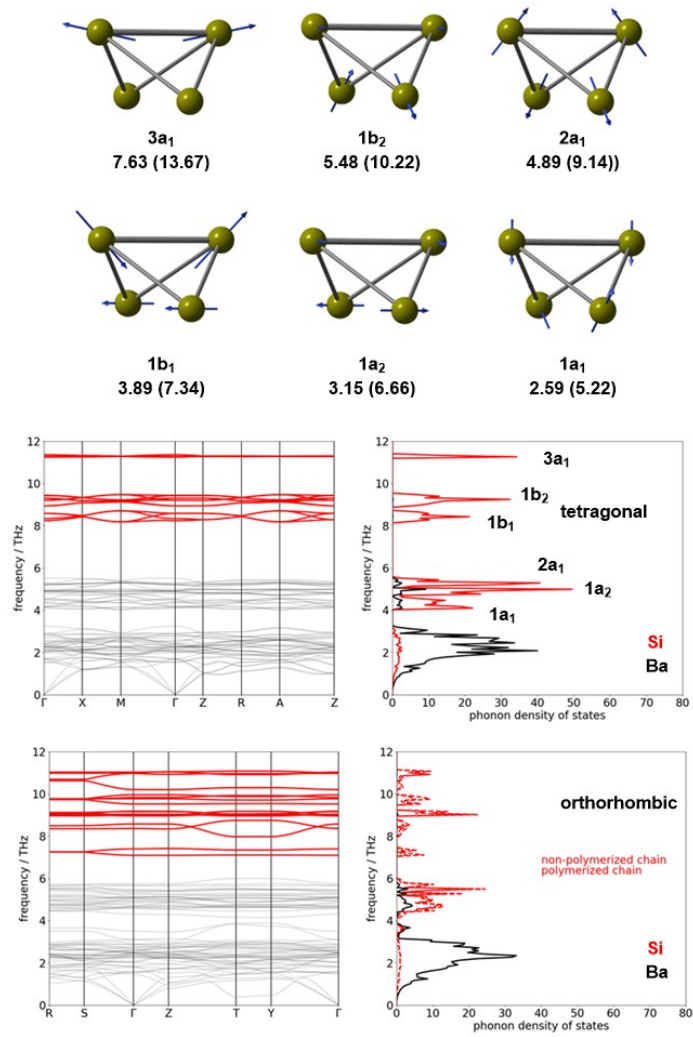 3a₁ 1b₂ 2a₁
7.63 (13.67) 5.48 (10.22) 4.89 (9.14))
1b₁ 1a₂ 1a₁
3.89 (7.34) 3.15 (6.66) 2.59 (5.22)
12
10
8
6
4
2
0
frequency / THz
Γ X M Γ Z R A Z
12
10
8
6
4
2
0
frequency / THz
3a₁
1b₂
tetragonal
1b₁
2a₁
1a₂
1a₁
Si
Ba
0 10 20 30 40 50 60 70 80
phonon density of states
12
10
8
6
4
2
0
frequency / THz
R S Γ Z T Y Γ
12
10
8
6
4
2
0
frequency / THz
orthorhombic
non-polymerized chain
polymerized chain
Si
Ba
0 10 20 30 40 50 60 70 80
phonon density of states